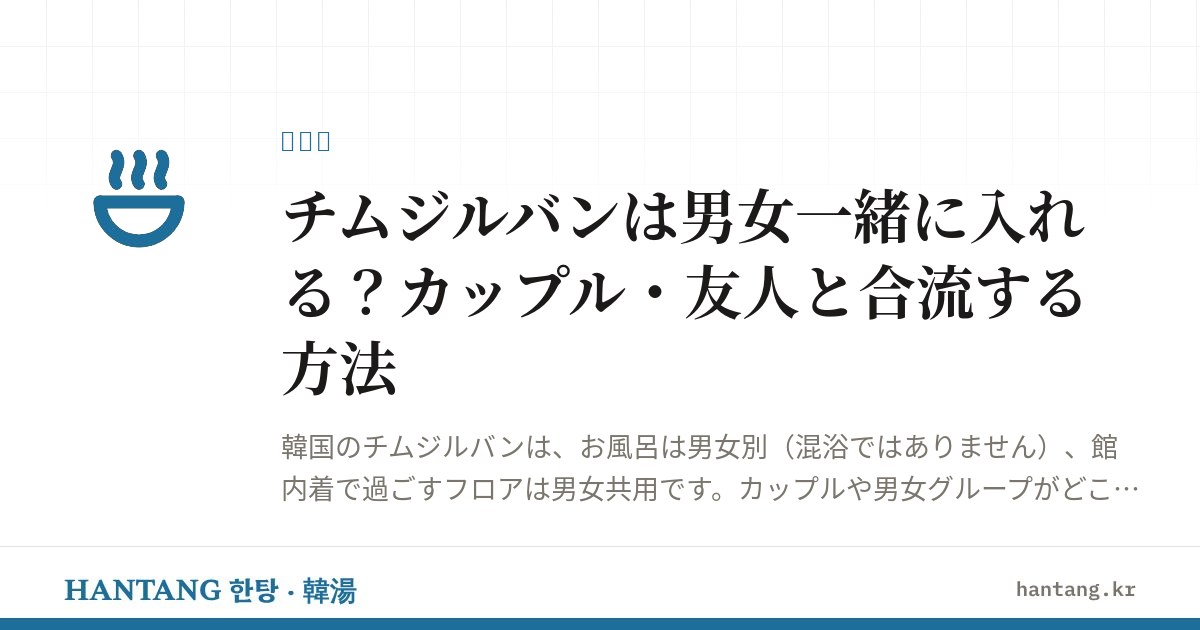 チムジルバンは男女一緒に入れ
る？カップル・友人と合流する
方法
韓国のチムジルバンは、お風呂は男女別（混浴ではありません）、館
内着で過ごすフロアは男女共用です。カップルや男女グループがどこ…
HANTANG 한탕 · 韓湯
hantang.kr